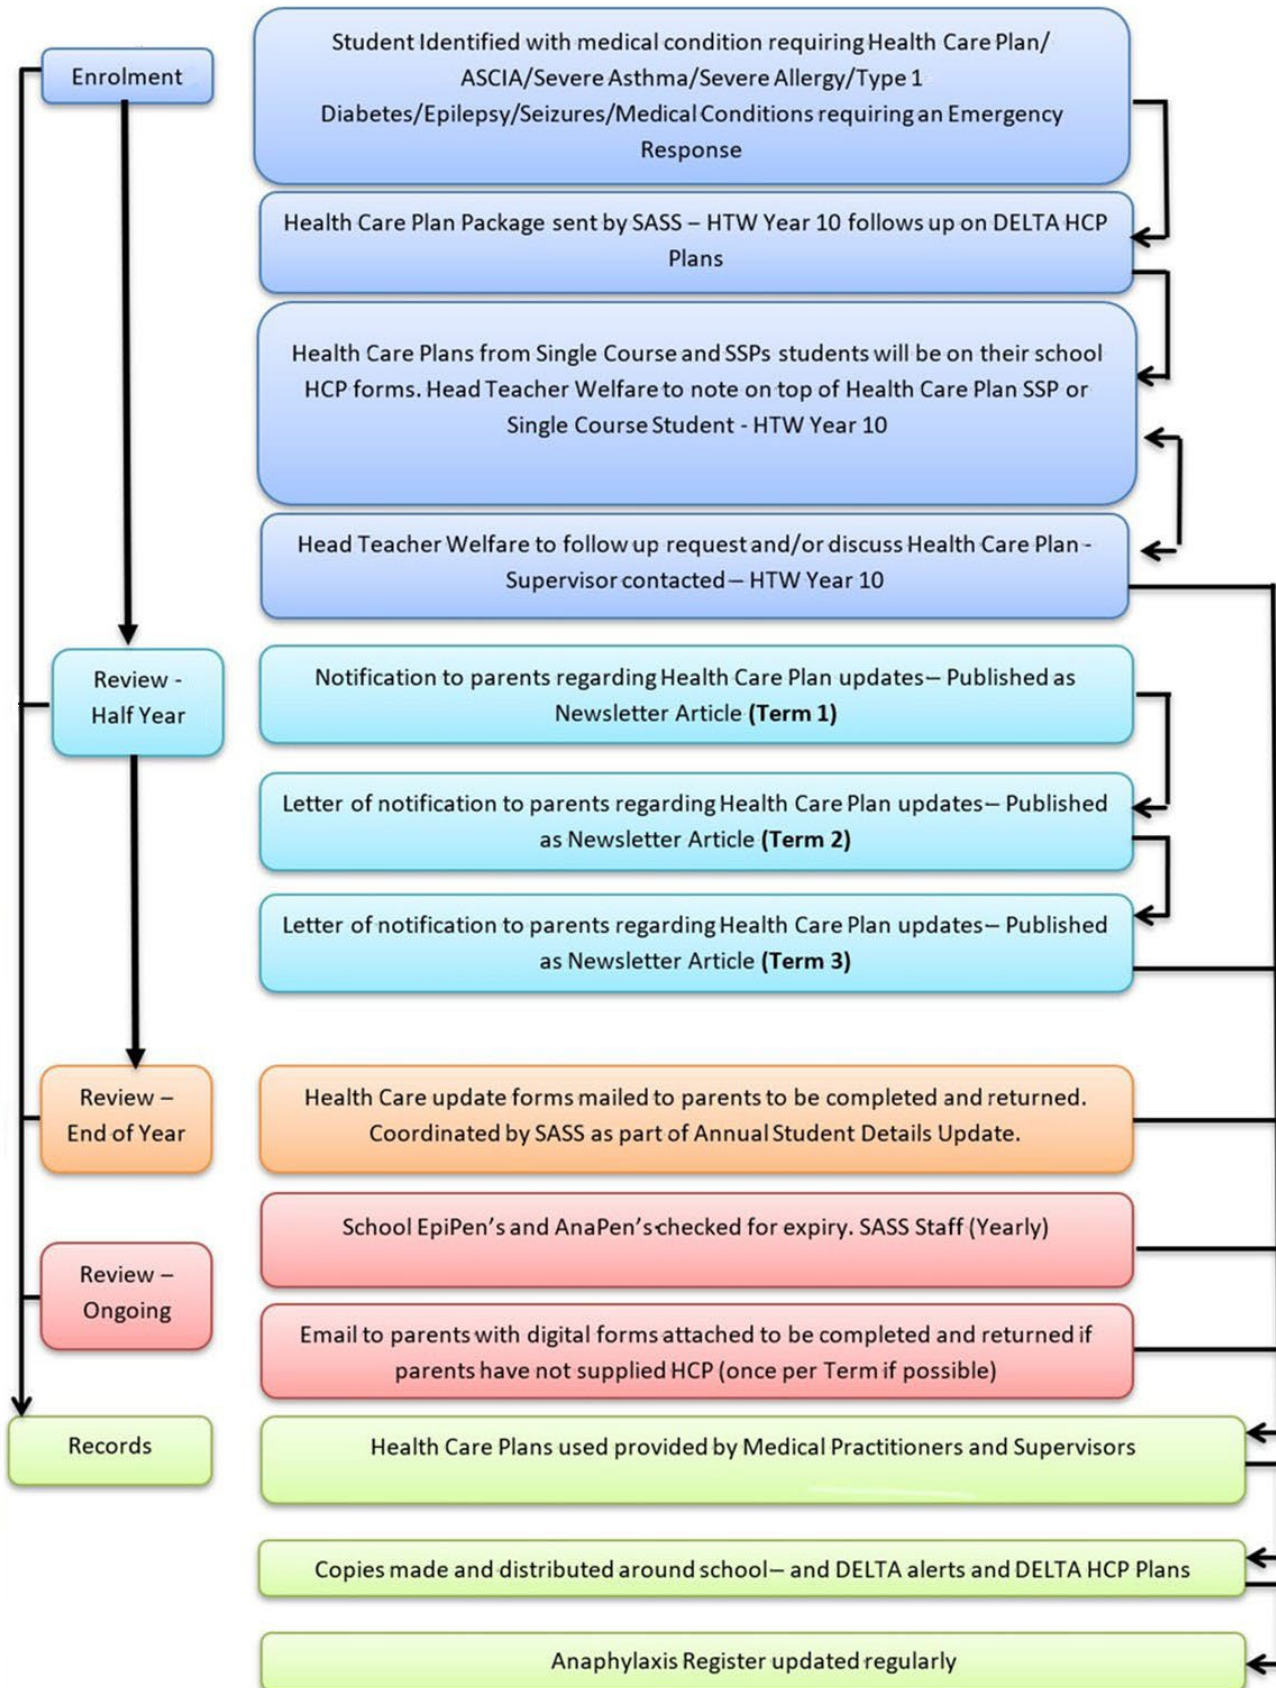 Enrolment
Student Identified with medical condition requiring Health Care Plan/
ASCIA/Severe Asthma/Severe Allergy/Type 1
Diabetes/Epilepsy/Seizures/Medical Conditions requiring an Emergency
Response
Health Care Plan Package sent by SASS – HTW Year 10 follows up on DELTA HCP
Plans
Health Care Plans from Single Course and SSPs students will be on their school
HCP forms. Head Teacher Welfare to note on top of Health Care Plan SSP or
Single Course Student - HTW Year 10
Head Teacher Welfare to follow up request and/or discuss Health Care Plan -
Supervisor contacted – HTW Year 10
Review -
Half Year
Notification to parents regarding Health Care Plan updates– Published as
Newsletter Article (Term 1)
Letter of notification to parents regarding Health Care Plan updates– Published
as Newsletter Article (Term 2)
Letter of notification to parents regarding Health Care Plan updates– Published
as Newsletter Article (Term 3)
Review –
End of Year
Health Care update forms mailed to parents to be completed and returned.
Coordinated by SASS as part of Annual Student Details Update.
School EpiPen's and AnaPen's checked for expiry. SASS Staff (Yearly)
Review –
Ongoing
Email to parents with digital forms attached to be completed and returned if
parents have not supplied HCP (once per Term if possible)
Records
Health Care Plans used provided by Medical Practitioners and Supervisors
Copies made and distributed around school– and DELTA alerts and DELTA HCP Plans
Anaphylaxis Register updated regularly